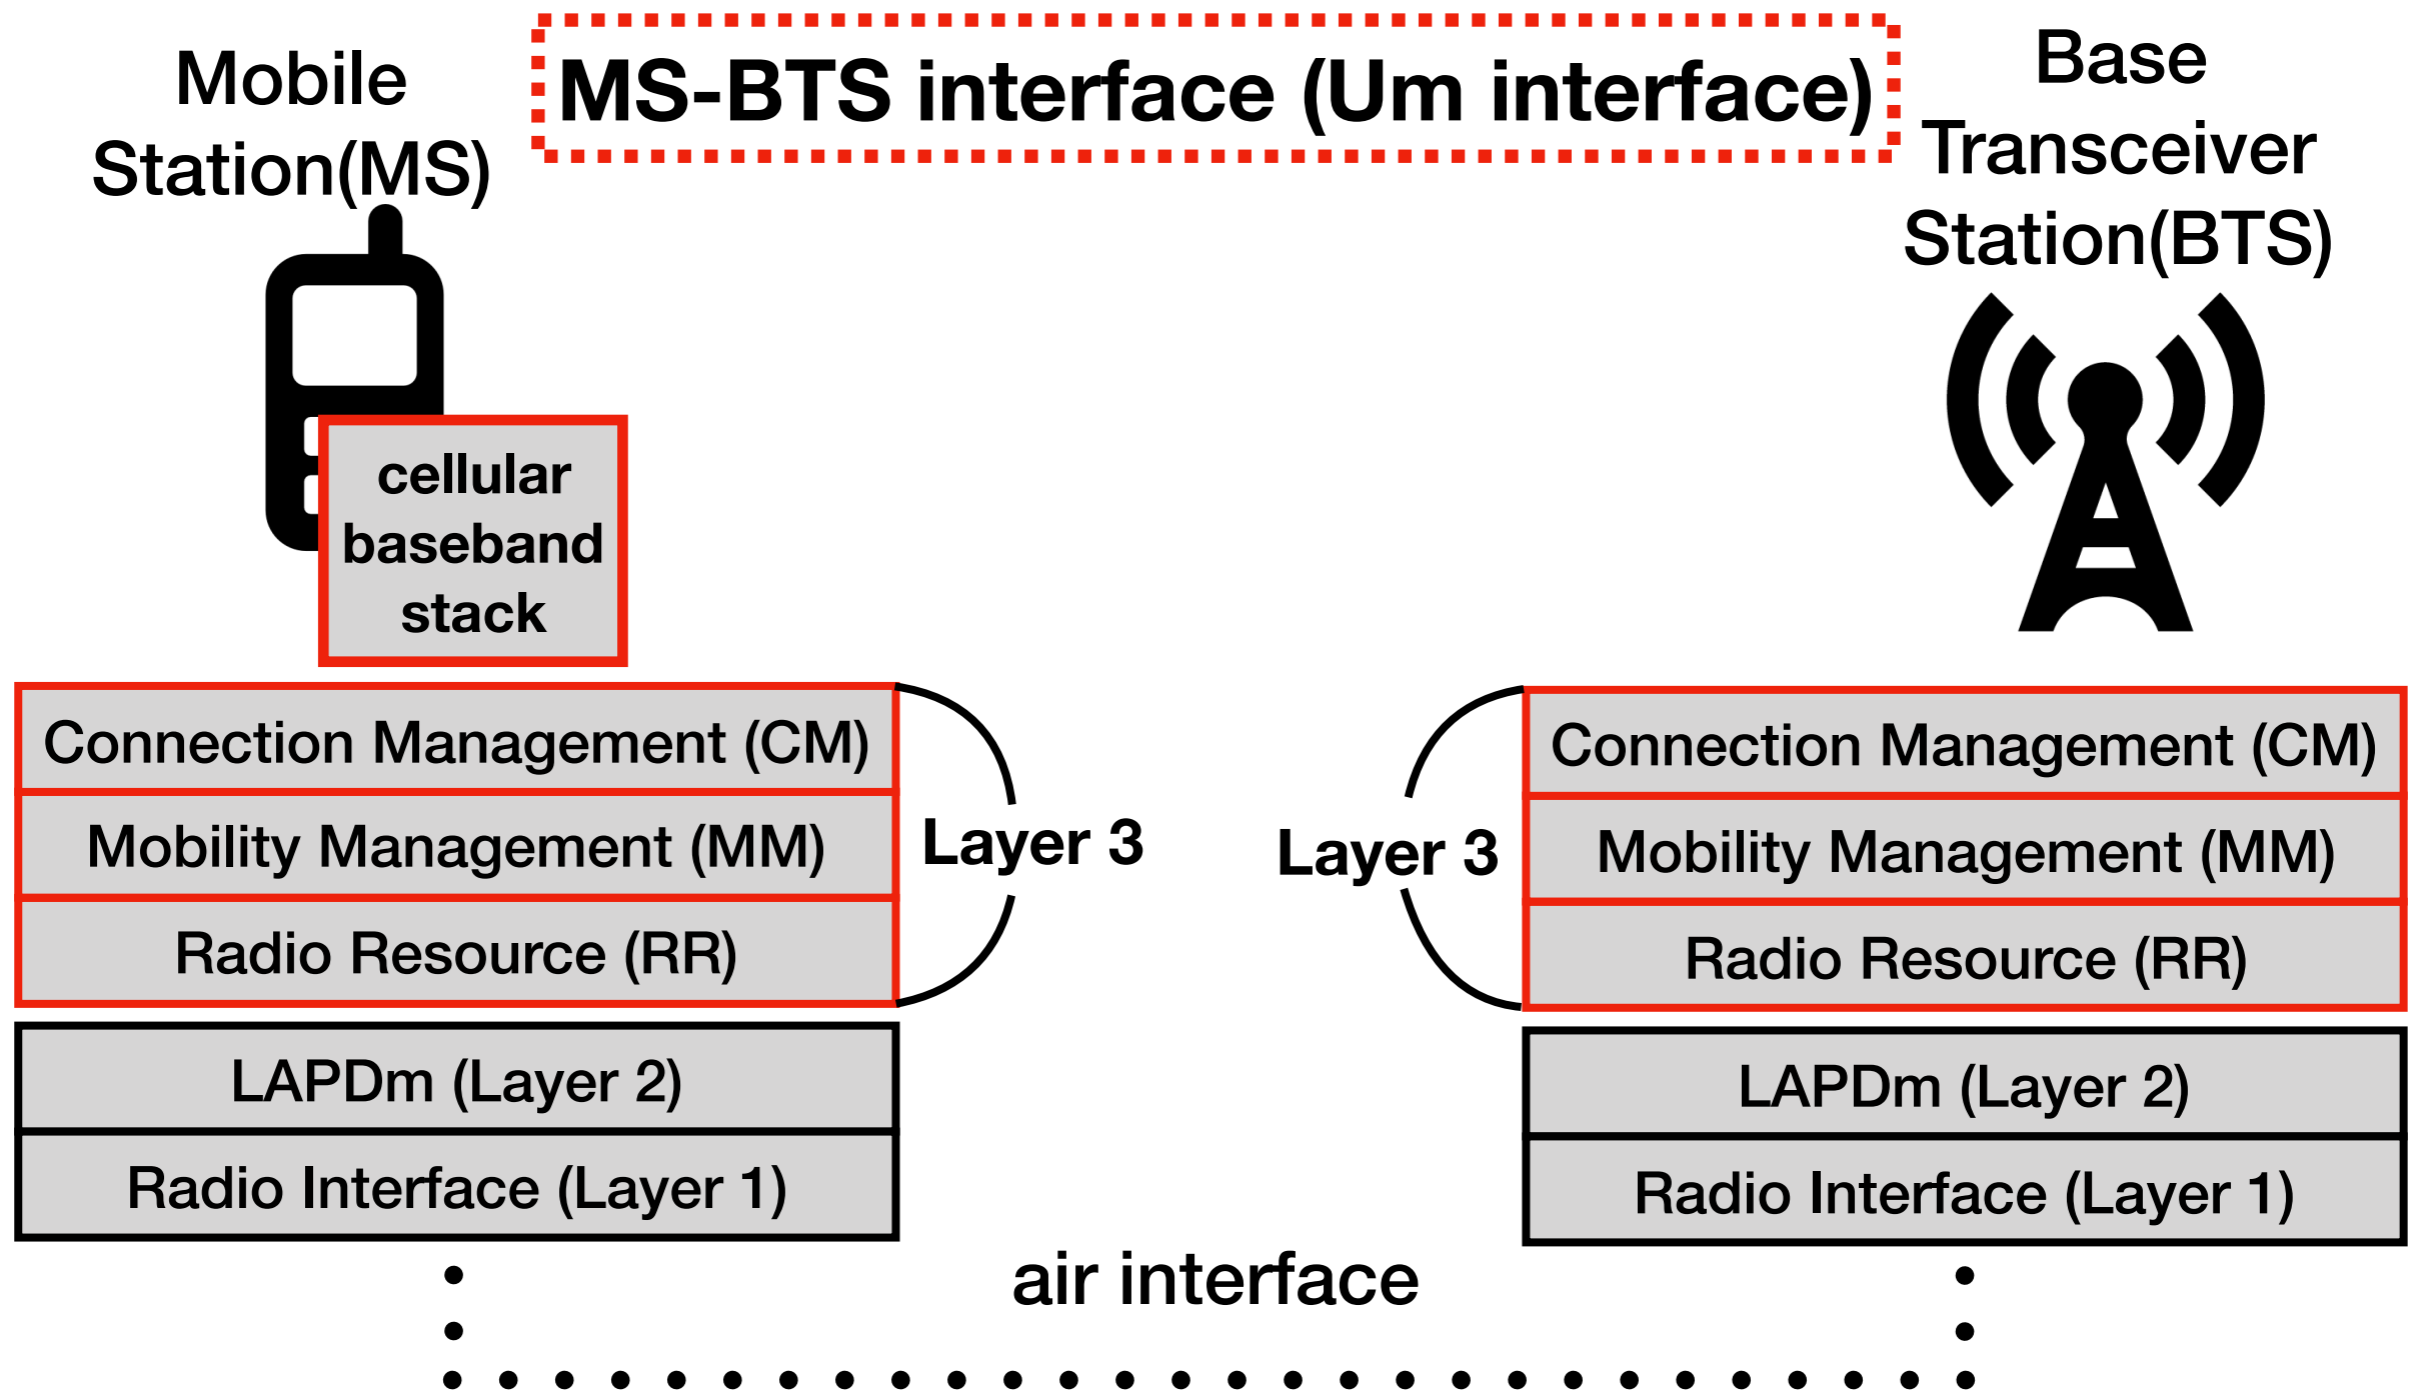 Mobile
Station(MS)
MS-BTS interface (Um interface)
Base
Transceiver
Station(BTS)
cellular
baseband
stack
Connection Management (CM)
Mobility Management (MM)
Radio Resource (RR)
Layer 3
LAPDm (Layer 2)
Radio Interface (Layer 1)
Layer 3
Connection Management (CM)
Mobility Management (MM)
Radio Resource (RR)
LAPDm (Layer 2)
Radio Interface (Layer 1)
air interface